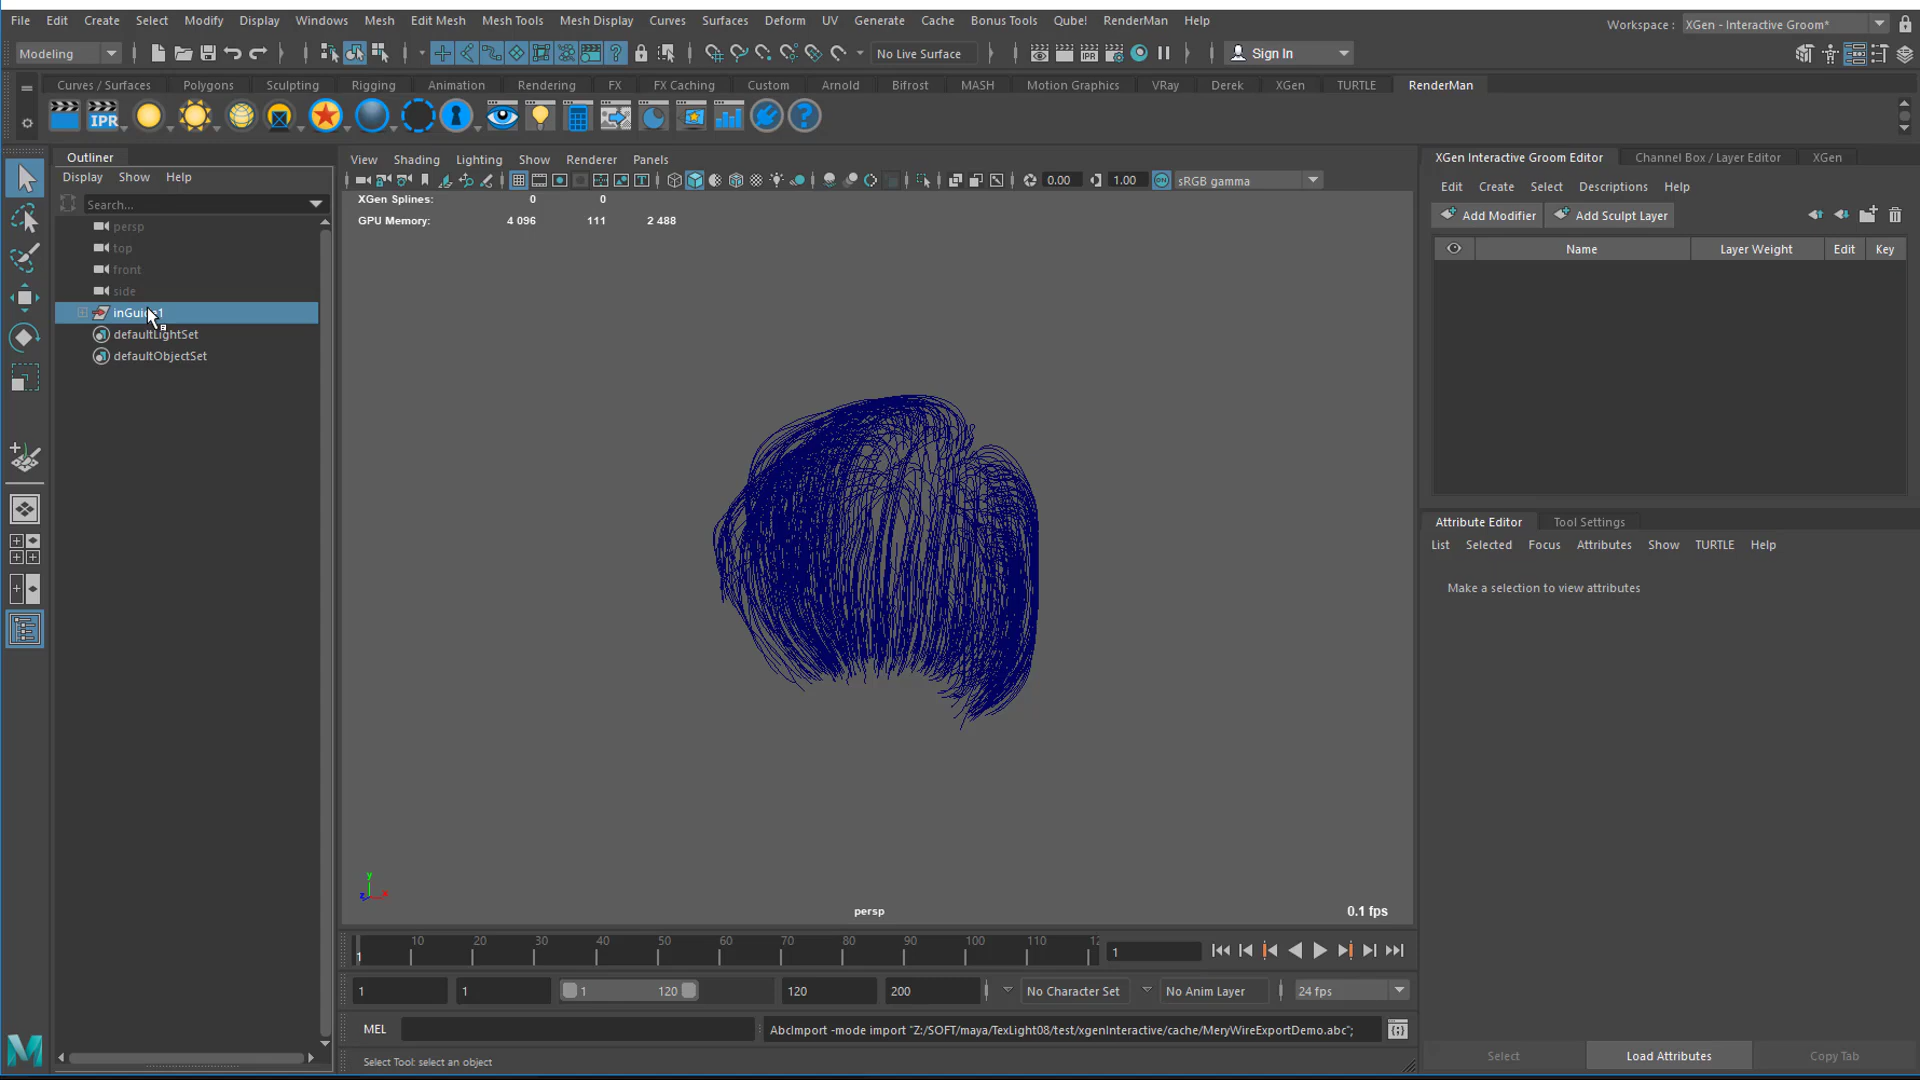 File Edit Create Select Modify Display Windows Mesh Edit Mesh Mesh Tools Mesh Display Curves Surfaces Deform UV Generate Cache Bonus Tools Qube! RenderMan Help
Workspace : XGen - Interactive Groom*
Modeling
No Live Surface
Sign In
Curves / Surfaces Polygons Sculpting Rigging Animation Rendering FX FX Caching Custom Arnold Bifrost MASH Motion Graphics VRay Derek XGen TURTLE RenderMan
IPR
Outliner
Display Show Help
Search...
persp
top
front
side
defaultLightSet
defaultObjectSet
View Shading Lighting Show Renderer Panels
0.00 1.00 ON sRGB gamma
XGen Splines: 0 0
GPU Memory: 4 096 111 2 488
persp
0.1 fps
XGen Interactive Groom Editor Channel Box / Layer Editor XGen
Edit Create Select Descriptions Help
Add Modifier Add Sculpt Layer
Name Layer Weight Edit Key
Attribute Editor Tool Settings
List Selected Focus Attributes Show TURTLE Help
Make a selection to view attributes
1 10 20 30 40 50 60 70 80 90 100 110 12
1
1 1 1 120 120 200 No Character Set No Anim Layer 24 fps
MEL
AbcImport -mode import "Z:/SOFT/maya/TexLight08/test/xgenInteractive/cache/MeryWireExportDemo.abc";
Select Tool: select an object
Select Load Attributes Copy Tab